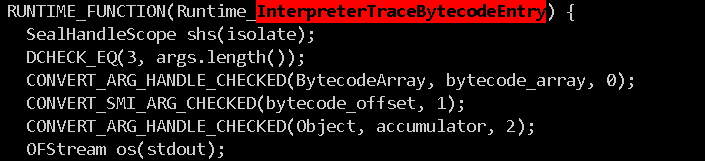 RUNTIME_FUNCTION(Runtime_InterpreterTraceBytecodeEntry) {
SealHandleScope shs(isolate);
DCHECK_EQ(3, args.length());
CONVERT_ARG_HANDLE_CHECKED(BytecodeArray, bytecode_array, 0);
CONVERT_SMI_ARG_CHECKED(bytecode_offset, 1);
CONVERT_ARG_HANDLE_CHECKED(Object, accumulator, 2);
OFStream os(stdout);